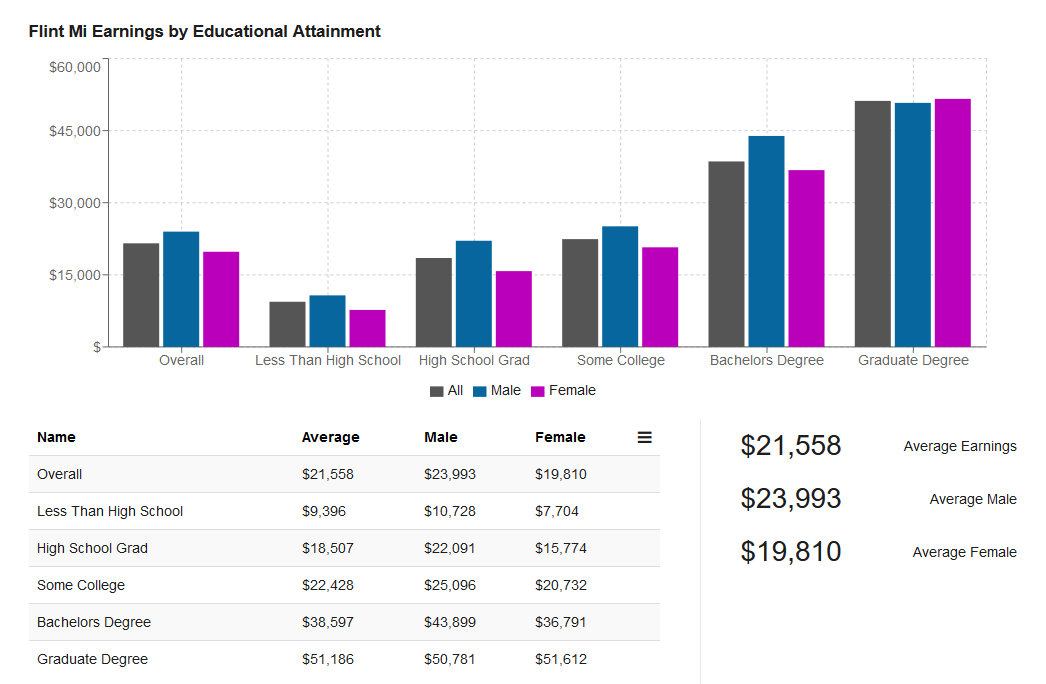 Flint Mi Earnings by Educational Attainment
$60,000
$45,000
$30,000
$15,000
$
Overall Less Than High School High School Grad Some College Bachelors Degree Graduate Degree
All Male Female
Name Average Male Female
Overall $21,558 $23,993 $19,810
Less Than High School $9,396 $10,728 $7,704
High School Grad $18,507 $22,091 $15,774
Some College $22,428 $25,096 $20,732
Bachelors Degree $38,597 $43,899 $36,791
Graduate Degree $51,186 $50,781 $51,612
$21,558 Average Earnings
$23,993 Average Male
$19,810 Average Female